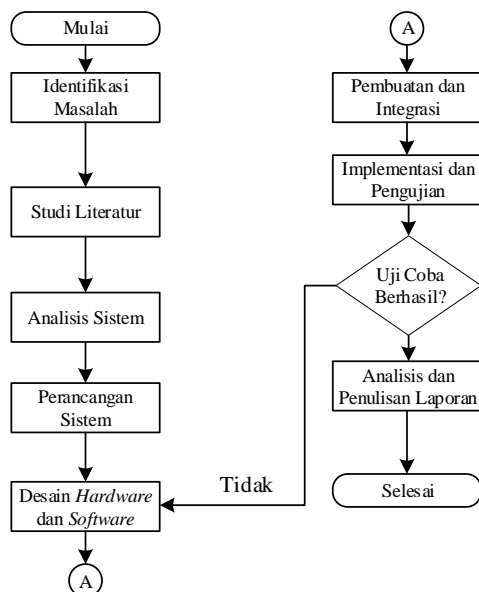 Mulai
Identifikasi
Masalah
Studi Literatur
Analisis Sistem
Perancangan
Sistem
Desain Hardware
dan Software
A
A
Pembuatan dan
Integrasi
Implementasi dan
Pengujian
Uji Coba
Berhasil?
Tidak
Analisis dan
Penulisan Laporan
Selesai